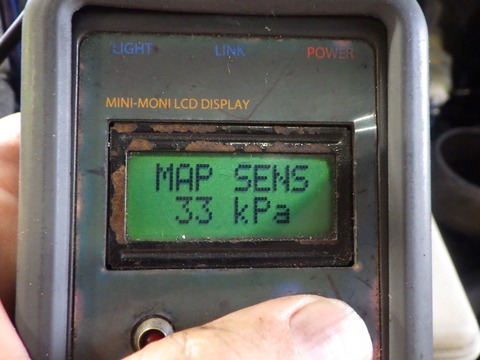 LIGHT LINK POWER
MINI-MONI LCD DISPLAY
MAP SENS
33 kPa